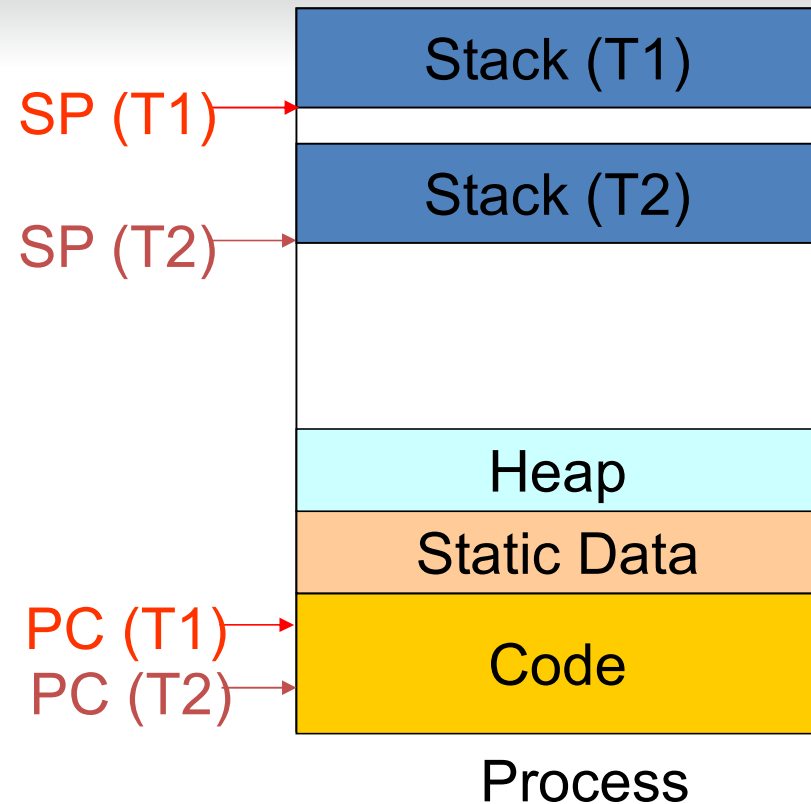 Stack (T1)
SP (T1)
Stack (T2)
SP (T2)
Heap
Static Data
PC (T1)
Code
PC (T2)
Process